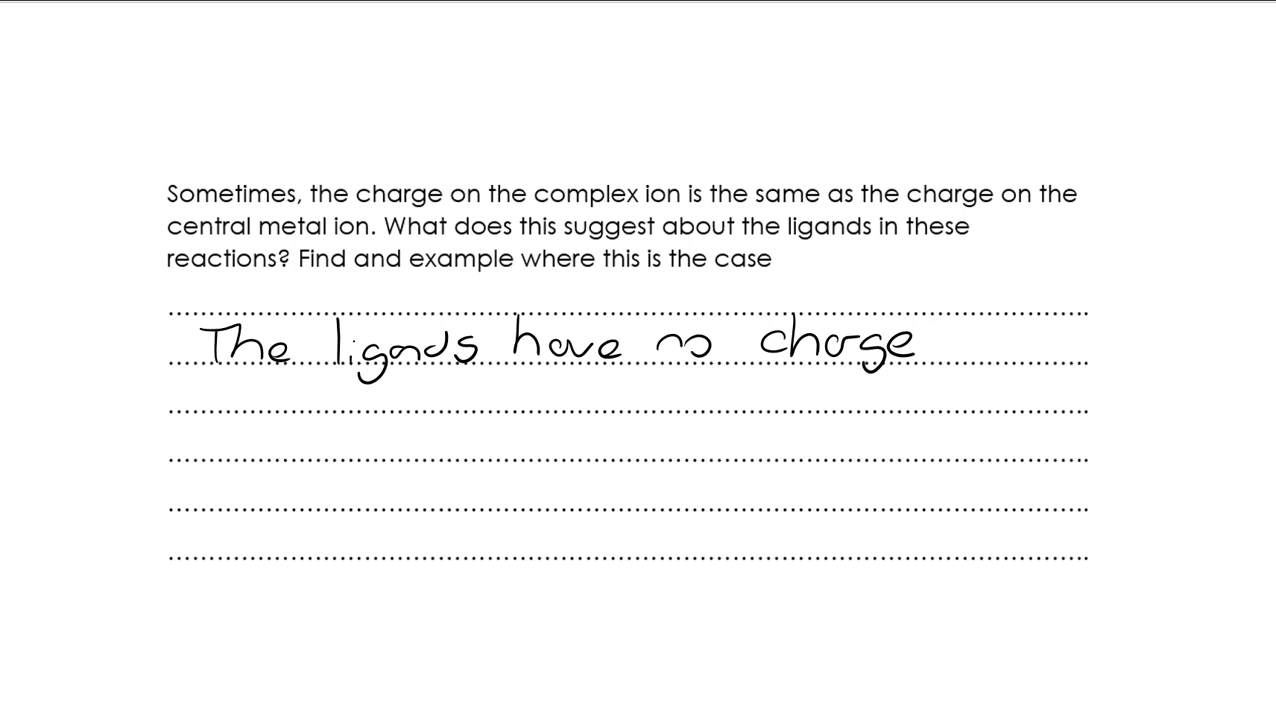 Sometimes, the charge on the complex ion is the same as the charge on the
central metal ion. What does this suggest about the ligands in these
reactions? Find and example where this is the case
The ligands have no charge